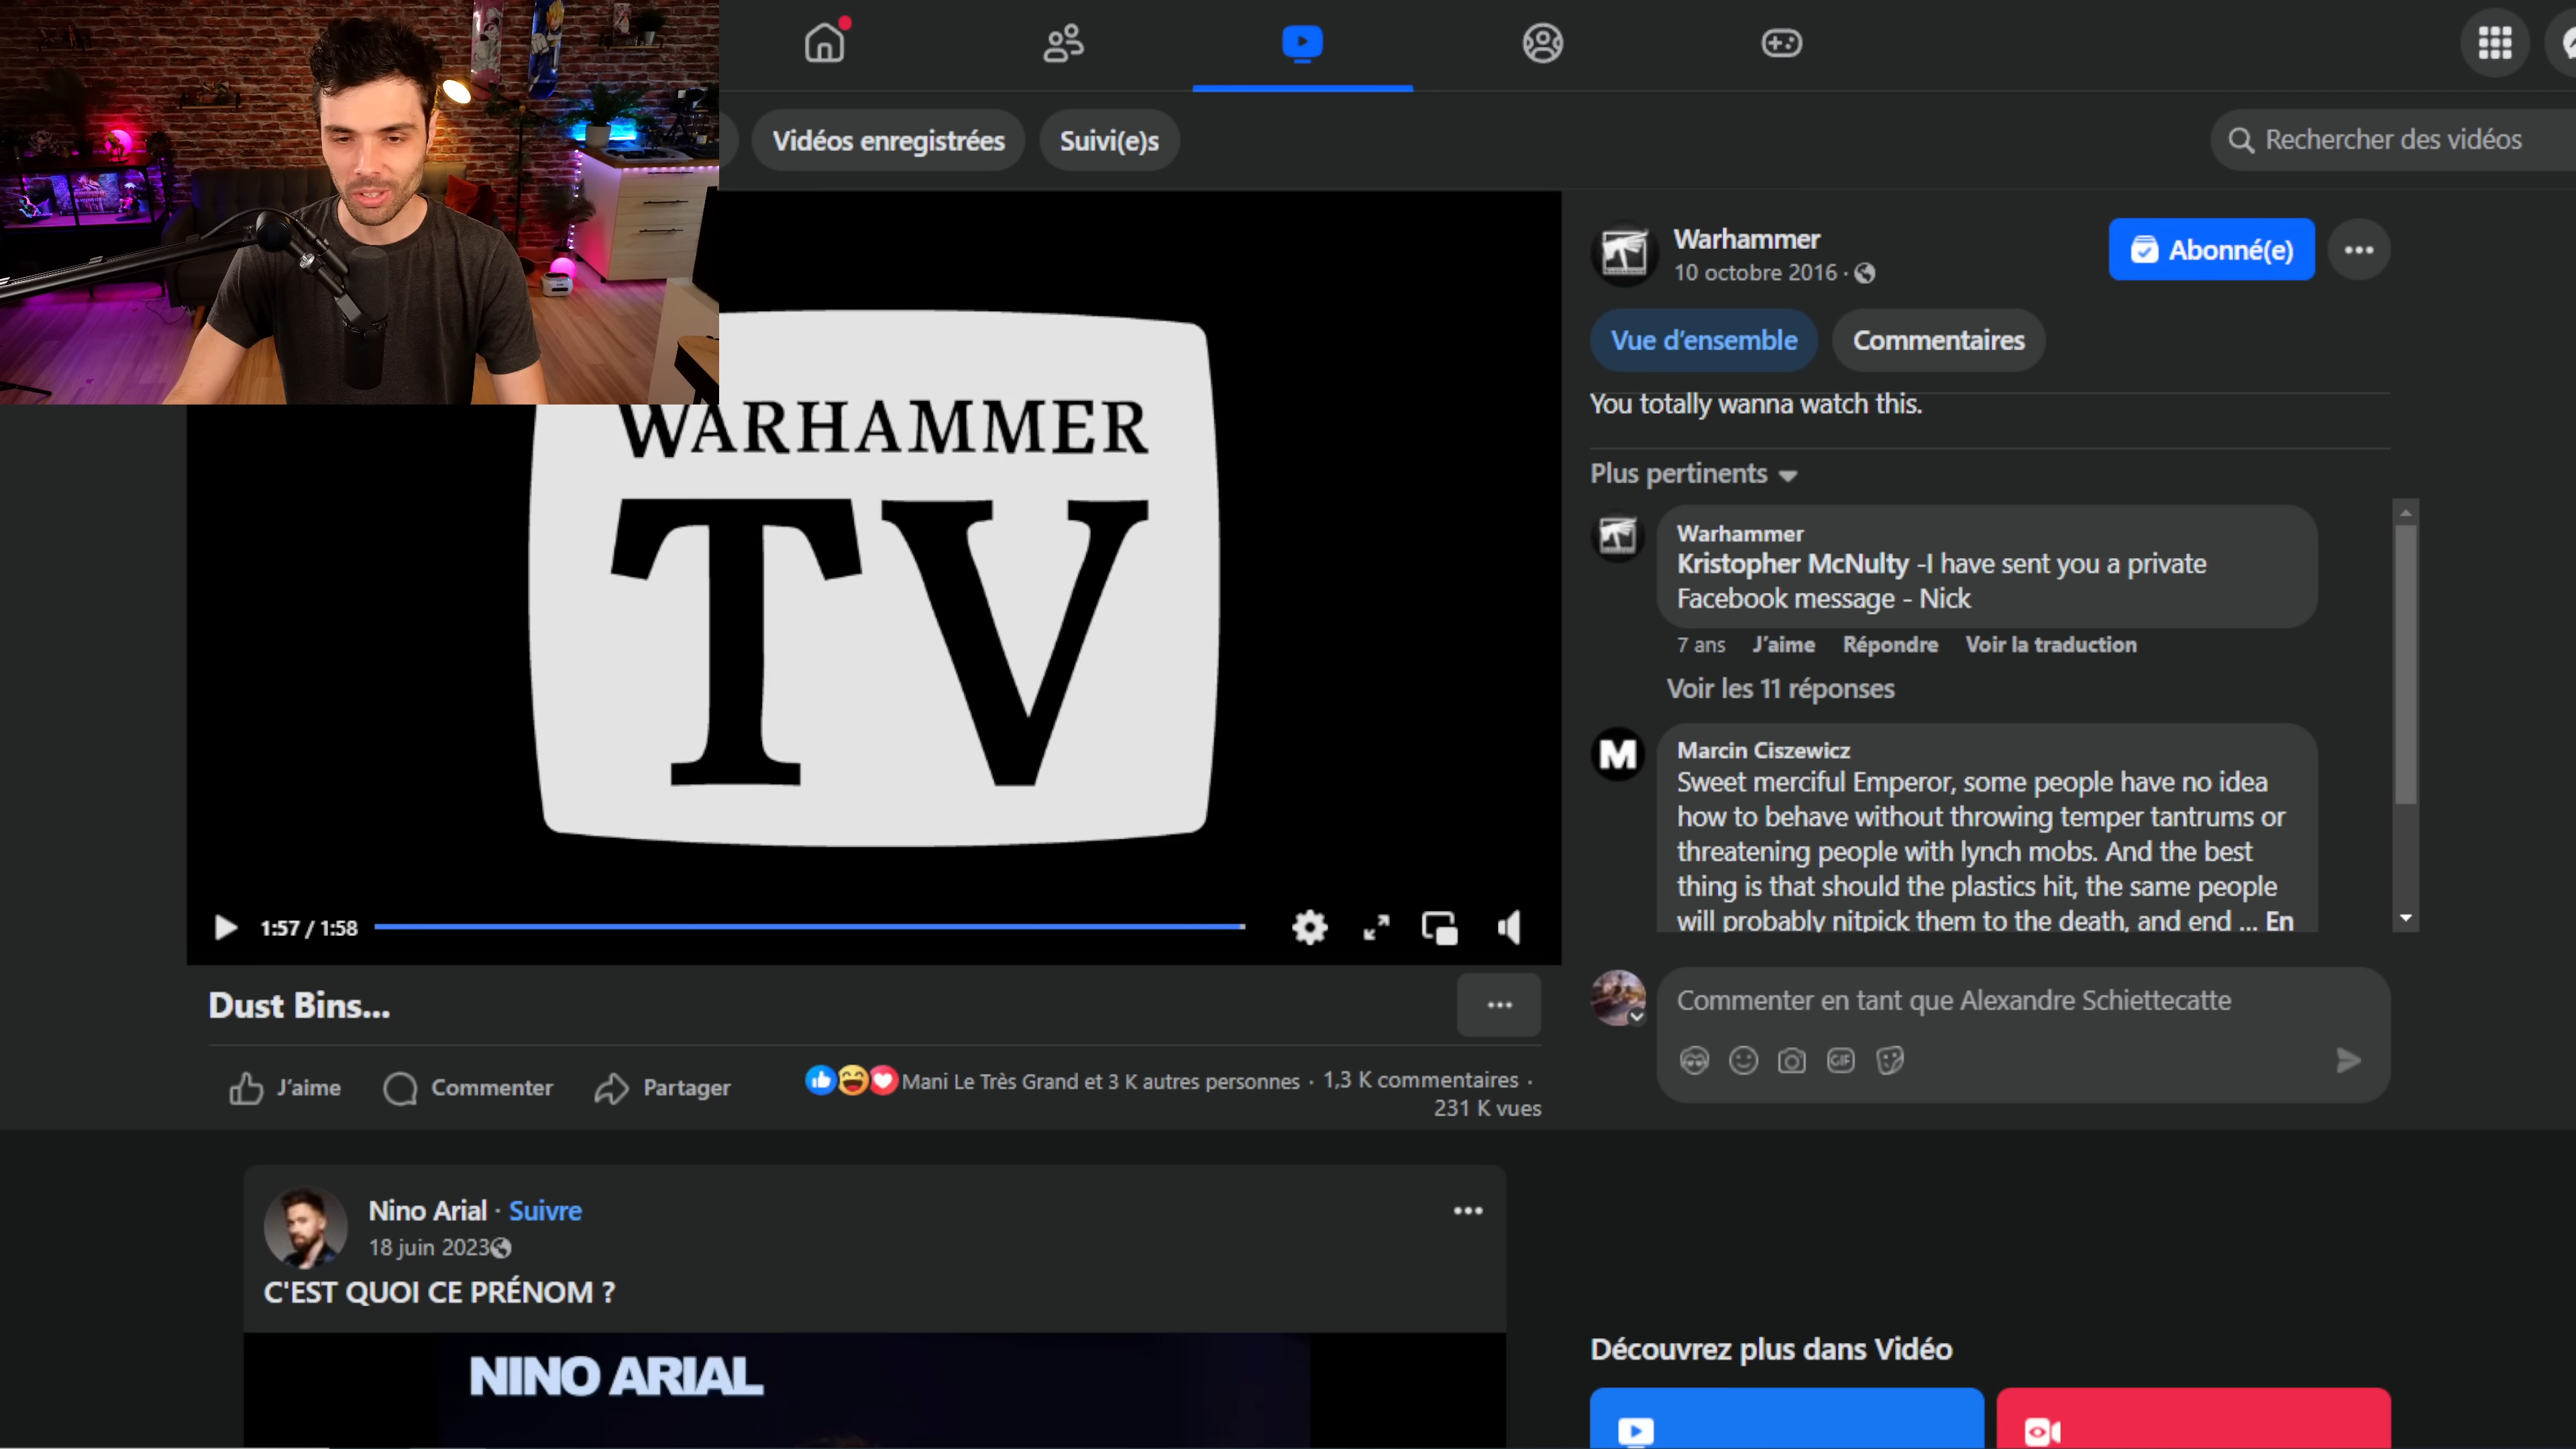 Vidéos enregistrées
Suivi(e)s
Rechercher des vidéos
WARHAMMER
TV
1:57 / 1:58
Warhammer
10 octobre 2016 ·
Abonné(e)
Vue d'ensemble
Commentaires
You totally wanna watch this.
Plus pertinents
Warhammer
Kristopher McNulty -I have sent you a private
Facebook message - Nick
7 ans J'aime Répondre Voir la traduction
Voir les 11 réponses
M
Marcin Ciszewicz
Sweet merciful Emperor, some people have no idea
how to behave without throwing temper tantrums or
threatening people with lynch mobs. And the best
thing is that should the plastics hit, the same people
will probably nitpick them to the death, and end ... En
Commenter en tant que Alexandre Schiettecatte
GIF
Dust Bins...
J'aime
Commenter
Partager
Mani Le Très Grand et 3 K autres personnes · 1,3 K commentaires ·
231 K vues
Nino Arial · Suivre
18 juin 2023
C'EST QUOI CE PRÉNOM ?
NINO ARIAL
Découvrez plus dans Vidéo